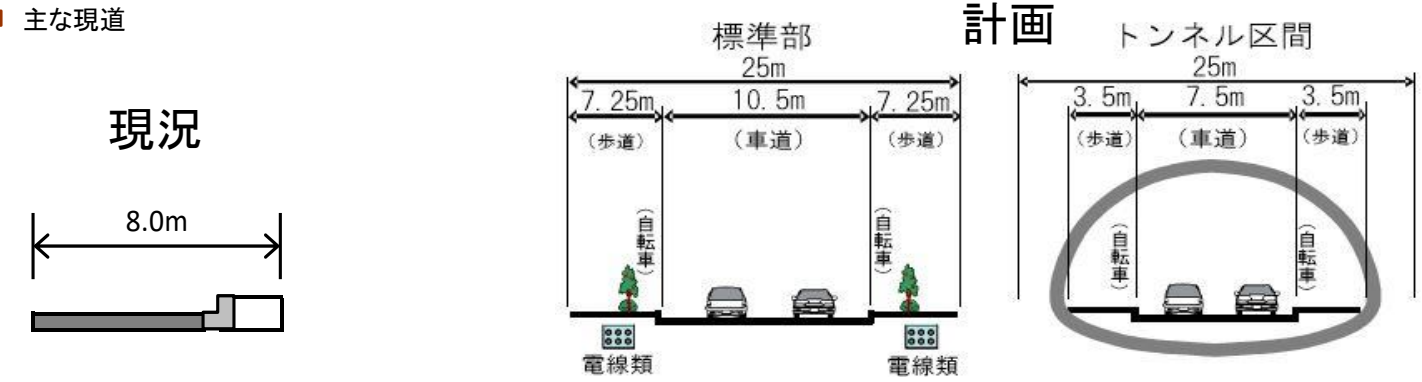 主な現道
現況
8.0m
計画
標準部
25m
7.25m 10.5m 7.25m
(歩道) (車道) (歩道)
(自転車) (自転車)
電線類 電線類
トンネル区間
25m
3.5m 7.5m 3.5m
(歩道) (車道) (歩道)
(自転車) (自転車)